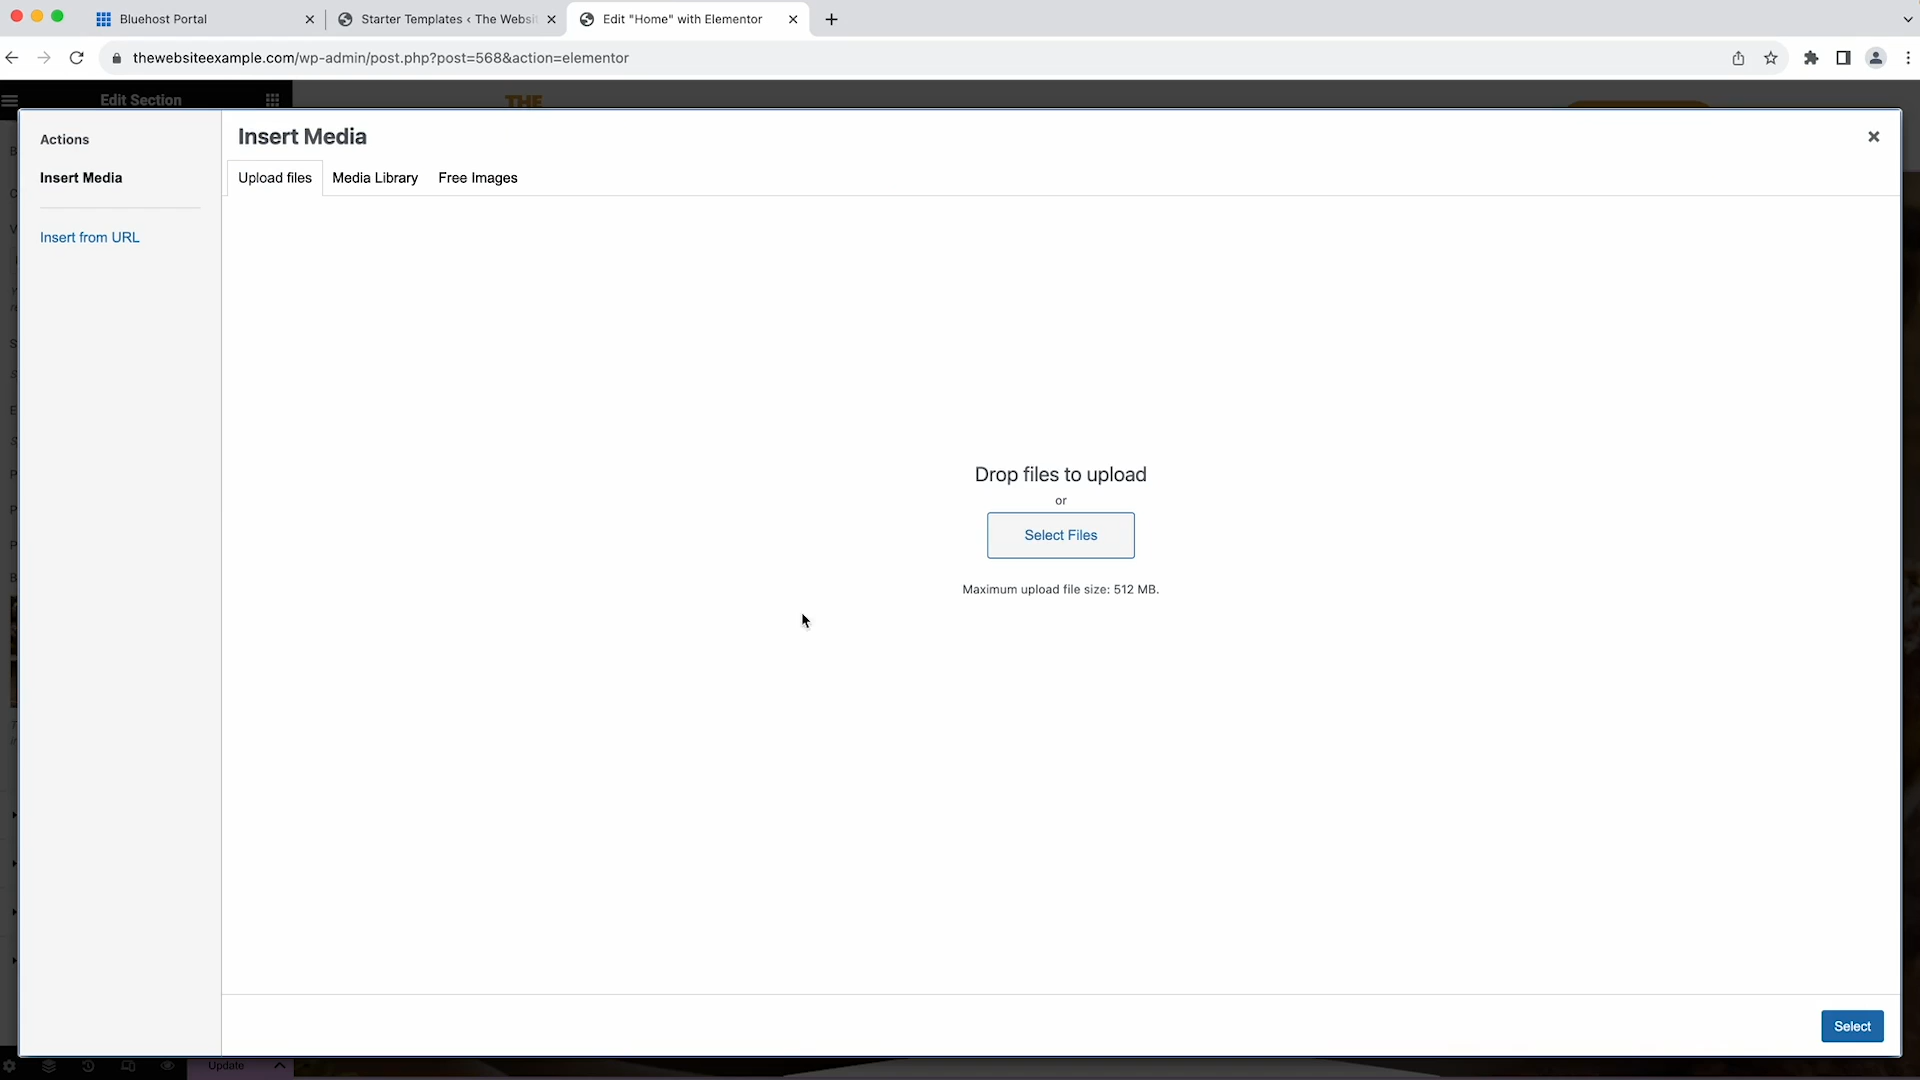 Bluehost Portal
Starter Templates ‹ The Websi
Edit "Home" with Elementor
thewebsiteexample.com/wp-admin/post.php?post=568&action=elementor
Edit Section
THE
Actions
Insert Media
Insert from URL
Insert Media
Upload files
Media Library
Free Images
Drop files to upload
or
Select Files
Maximum upload file size: 512 MB.
Select
Update